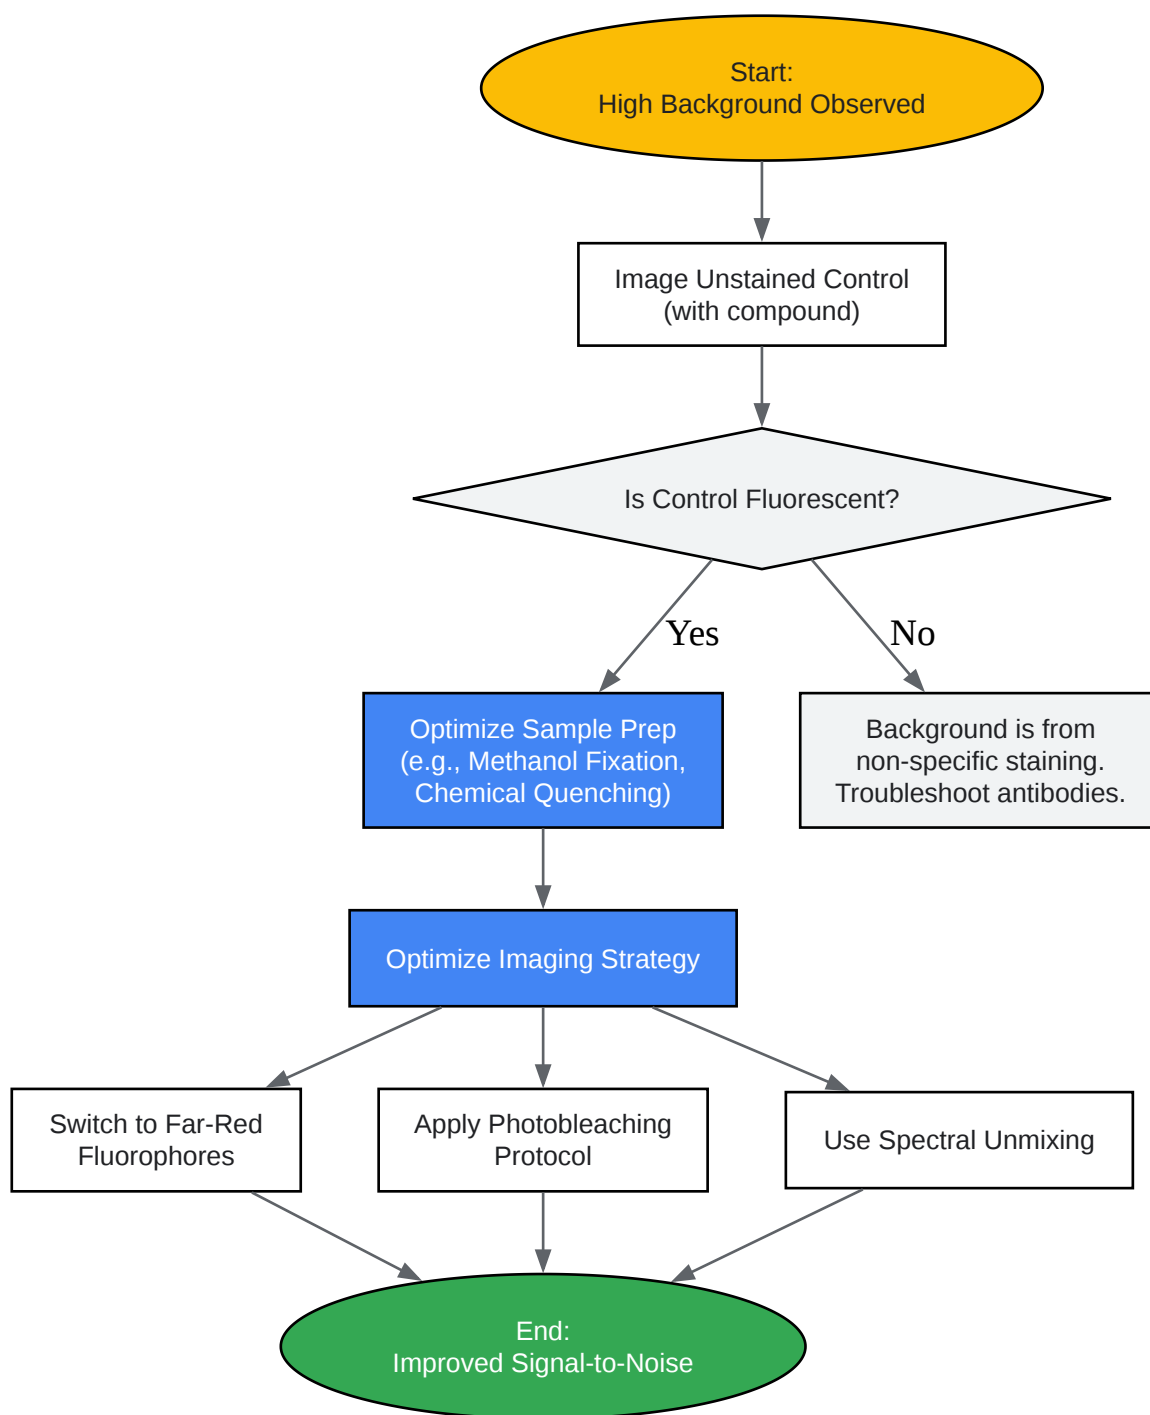 Start:
High Background Observed
Image Unstained Control
(with compound)
Is Control Fluorescent?
Yes
No
Optimize Sample Prep
(e.g., Methanol Fixation,
Chemical Quenching)
Background is from
non-specific staining.
Troubleshoot antibodies.
Optimize Imaging Strategy
Switch to Far-Red
Fluorophores
Apply Photobleaching
Protocol
Use Spectral Unmixing
End:
Improved Signal-to-Noise